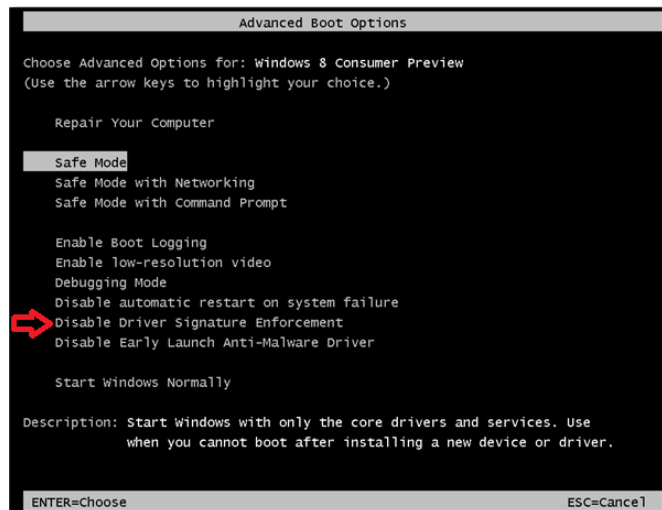 Advanced Boot Options
Choose Advanced Options for: Windows 8 Consumer Preview
(Use the arrow keys to highlight your choice.)
Repair Your Computer
Safe Mode
Safe Mode with Networking
Safe Mode with Command Prompt
Enable Boot Logging
Enable low-resolution video
Debugging Mode
Disable automatic restart on system failure
Disable Driver Signature Enforcement
Disable Early Launch Anti-Malware Driver
Start Windows Normally
Description: Start Windows with only the core drivers and services. Use
when you cannot boot after installing a new device or driver.
ENTER=Choose ESC=Cancel